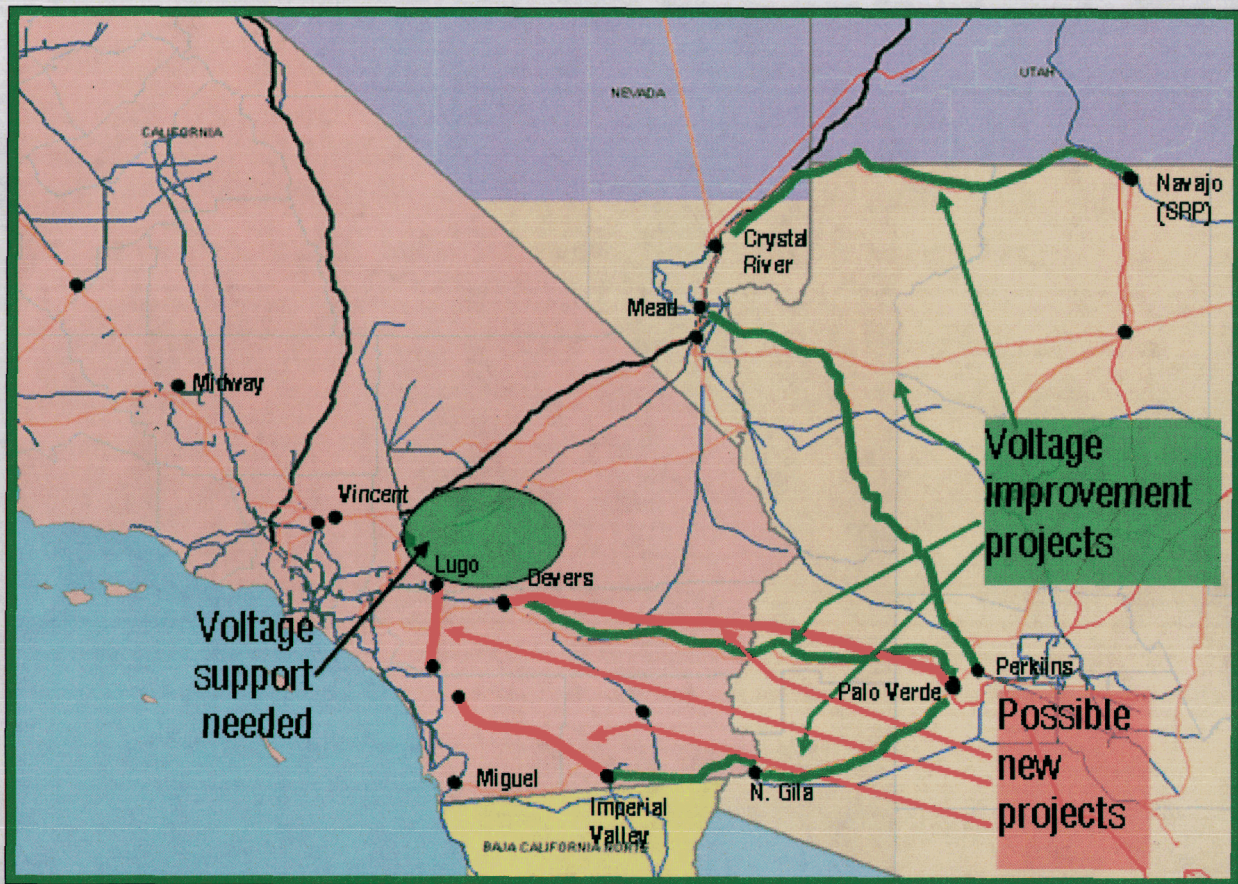 NEVADA
UTAH
CALIFORNIA
Navajo
(SRP)
Crystal
River
Mead
Midway
Voltage
improvement
projects
Vincent
Lugo
Devers
Voltage
support
needed
Perkiins
Palo Verde
Possible
new
projects
Miguel
Imperial
Valley
N. Gila
BAJA CALIFORNIA NORTE